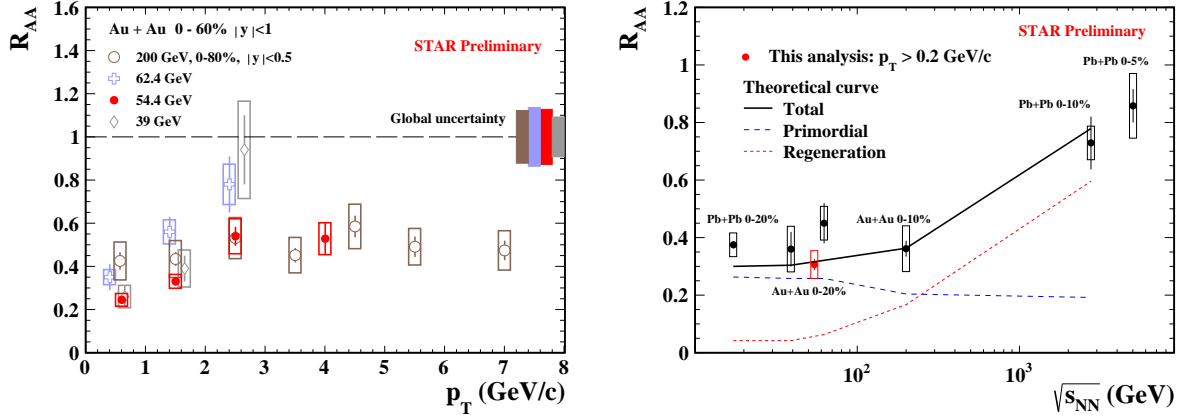 R_AA
1.6
1.4
1.2
1
0.8
0.6
0.4
0.2
0
Au + Au 0 - 60% |y|<1
STAR Preliminary
200 GeV, 0-80%, |y|<0.5
62.4 GeV
54.4 GeV
39 GeV
Global uncertainty
0 1 2 3 4 5 6 7 8
p_T (GeV/c)
R_AA
1
0.8
0.6
0.4
0.2
0
STAR Preliminary
This analysis: p_T > 0.2 GeV/c
Pb+Pb 0-5%
Theoretical curve
Total
Pb+Pb 0-10%
Primordial
Regeneration
Pb+Pb 0-20%
Au+Au 0-10%
Au+Au 0-20%
10^2 10^3
√s_NN (GeV)